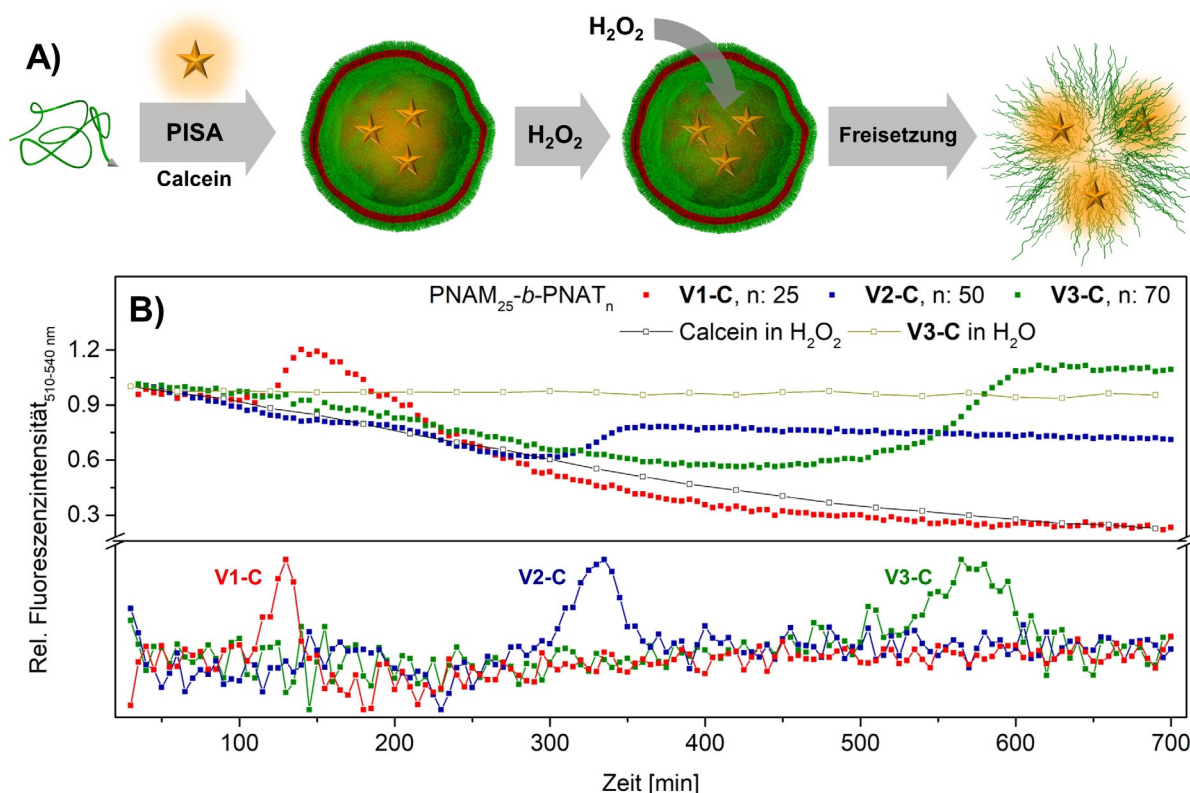 A)
PISA
Calcein
H₂O₂
H₂O₂
Freisetzung
B)
PNAM₂₅-b-PNATₙ ▪ V1-C, n: 25 ▪ V2-C, n: 50 ▪ V3-C, n: 70
Calcein in H₂O₂ V3-C in H₂O
Rel. Fluoreszenzintensität₅₁₀₋₅₄₀ ₙₘ
1.2
0.9
0.6
0.3
V1-C
V2-C
V3-C
100 200 300 400 500 600 700
Zeit [min]